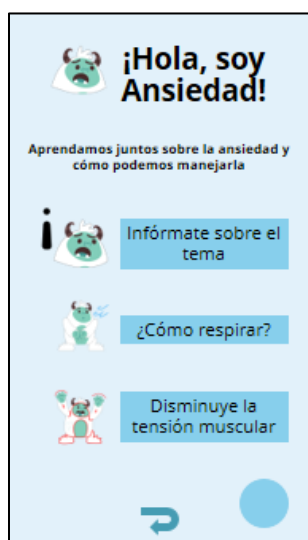 ¡Hola, soy
Ansiedad!
Aprendamos juntos sobre la ansiedad y
cómo podemos manejarla
i
Infórmate sobre el
tema
¿Cómo respirar?
Disminuye la
tensión muscular